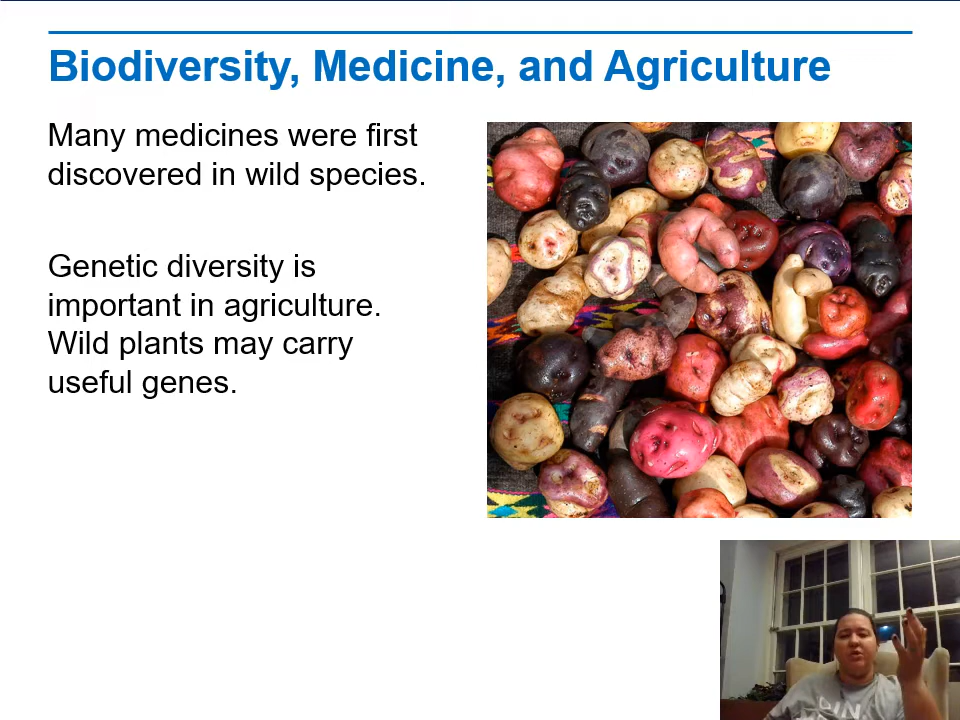 Biodiversity, Medicine, and Agriculture
Many medicines were first
discovered in wild species.
Genetic diversity is
important in agriculture.
Wild plants may carry
useful genes.